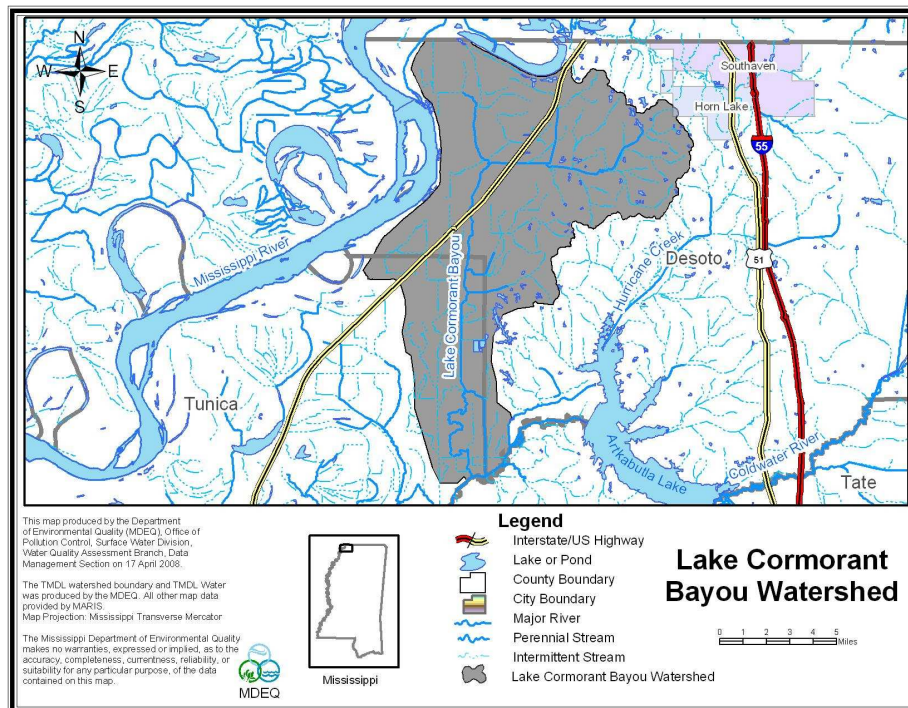 N
W E
S
Southaven
Horn Lake
55
Mississippi River
Hurricane Creek
Desoto
51
Lake Cormorant Bayou
Tunica
Arkabutla Lake
Coldwater River
Tate
This map produced by the Department
of Environmental Quality (MDEQ), Office of
Pollution Control, Surface Water Division,
Water Quality Assessment Branch, Data
Management Section on 17 April 2008.
The TMDL watershed boundary and TMDL Water
was produced by the MDEQ. All other map data
provided by MARIS.
Map Projection: Mississippi Transverse Mercator
The Mississippi Department of Environmental Quality
makes no warranties, expressed or implied, as to the
accuracy, completeness, currentness, reliability, or
suitability for any particular purpose, of the data
contained on this map.
MDEQ
Mississippi
Legend
Interstate/US Highway
Lake or Pond
County Boundary
City Boundary
Major River
Perennial Stream
Intermittent Stream
Lake Cormorant Bayou Watershed
Lake Cormorant
Bayou Watershed
0 1 2 3 4 5
Miles